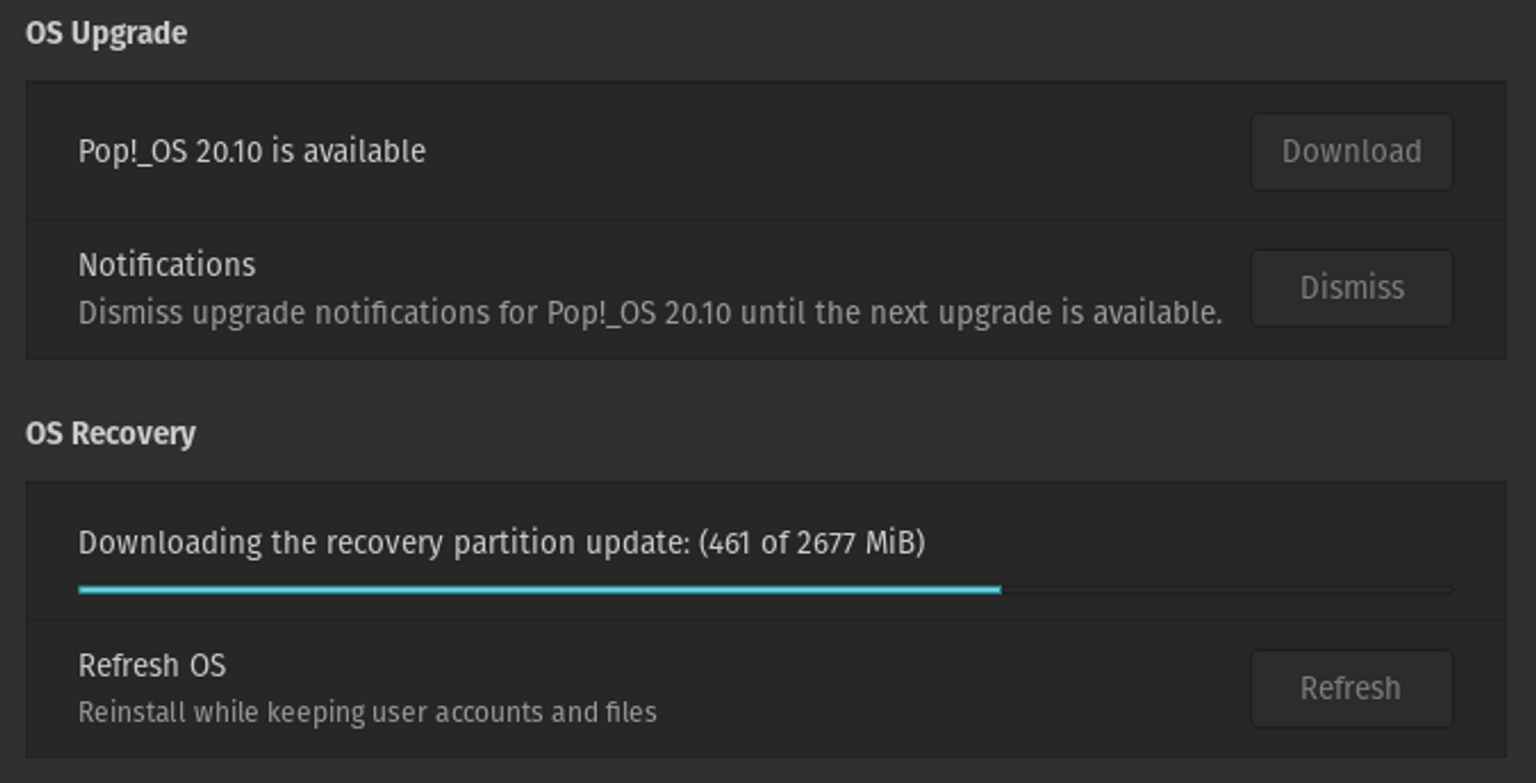 OS Upgrade
Pop!_OS 20.10 is available
Download
Notifications
Dismiss upgrade notifications for Pop!_OS 20.10 until the next upgrade is available.
Dismiss
OS Recovery
Downloading the recovery partition update: (461 of 2677 MiB)
Refresh OS
Reinstall while keeping user accounts and files
Refresh